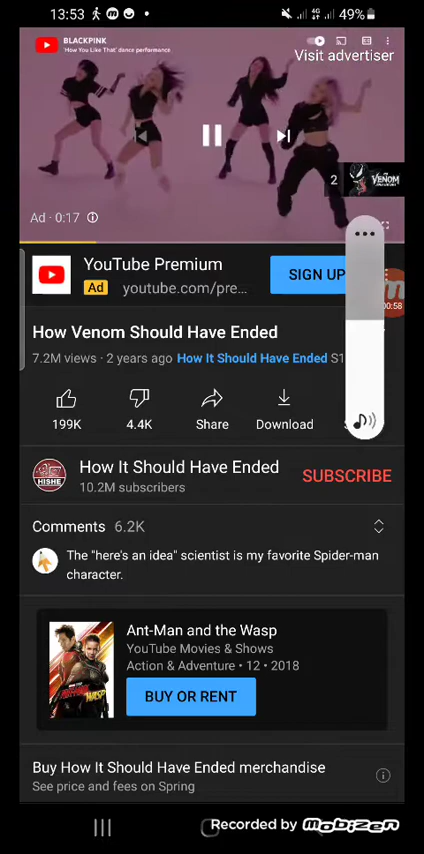 13:53
4G
49%
BLACKPINK
'How You Like That' dance performance
Visit advertiser
2
VENOM
Ad · 0:17
YouTube Premium
SIGN UP
Ad youtube.com/pre...
0:58
How Venom Should Have Ended
7.2M views · 2 years ago How It Should Have Ended S1
199K
4.4K
Share
Download
How It Should Have Ended
10.2M subscribers
SUBSCRIBE
Comments 6.2K
The "here's an idea" scientist is my favorite Spider-man
character.
Ant-Man and the Wasp
YouTube Movies & Shows
Action & Adventure • 12 • 2018
BUY OR RENT
Buy How It Should Have Ended merchandise
See price and fees on Spring
Recorded by MOBIZEN